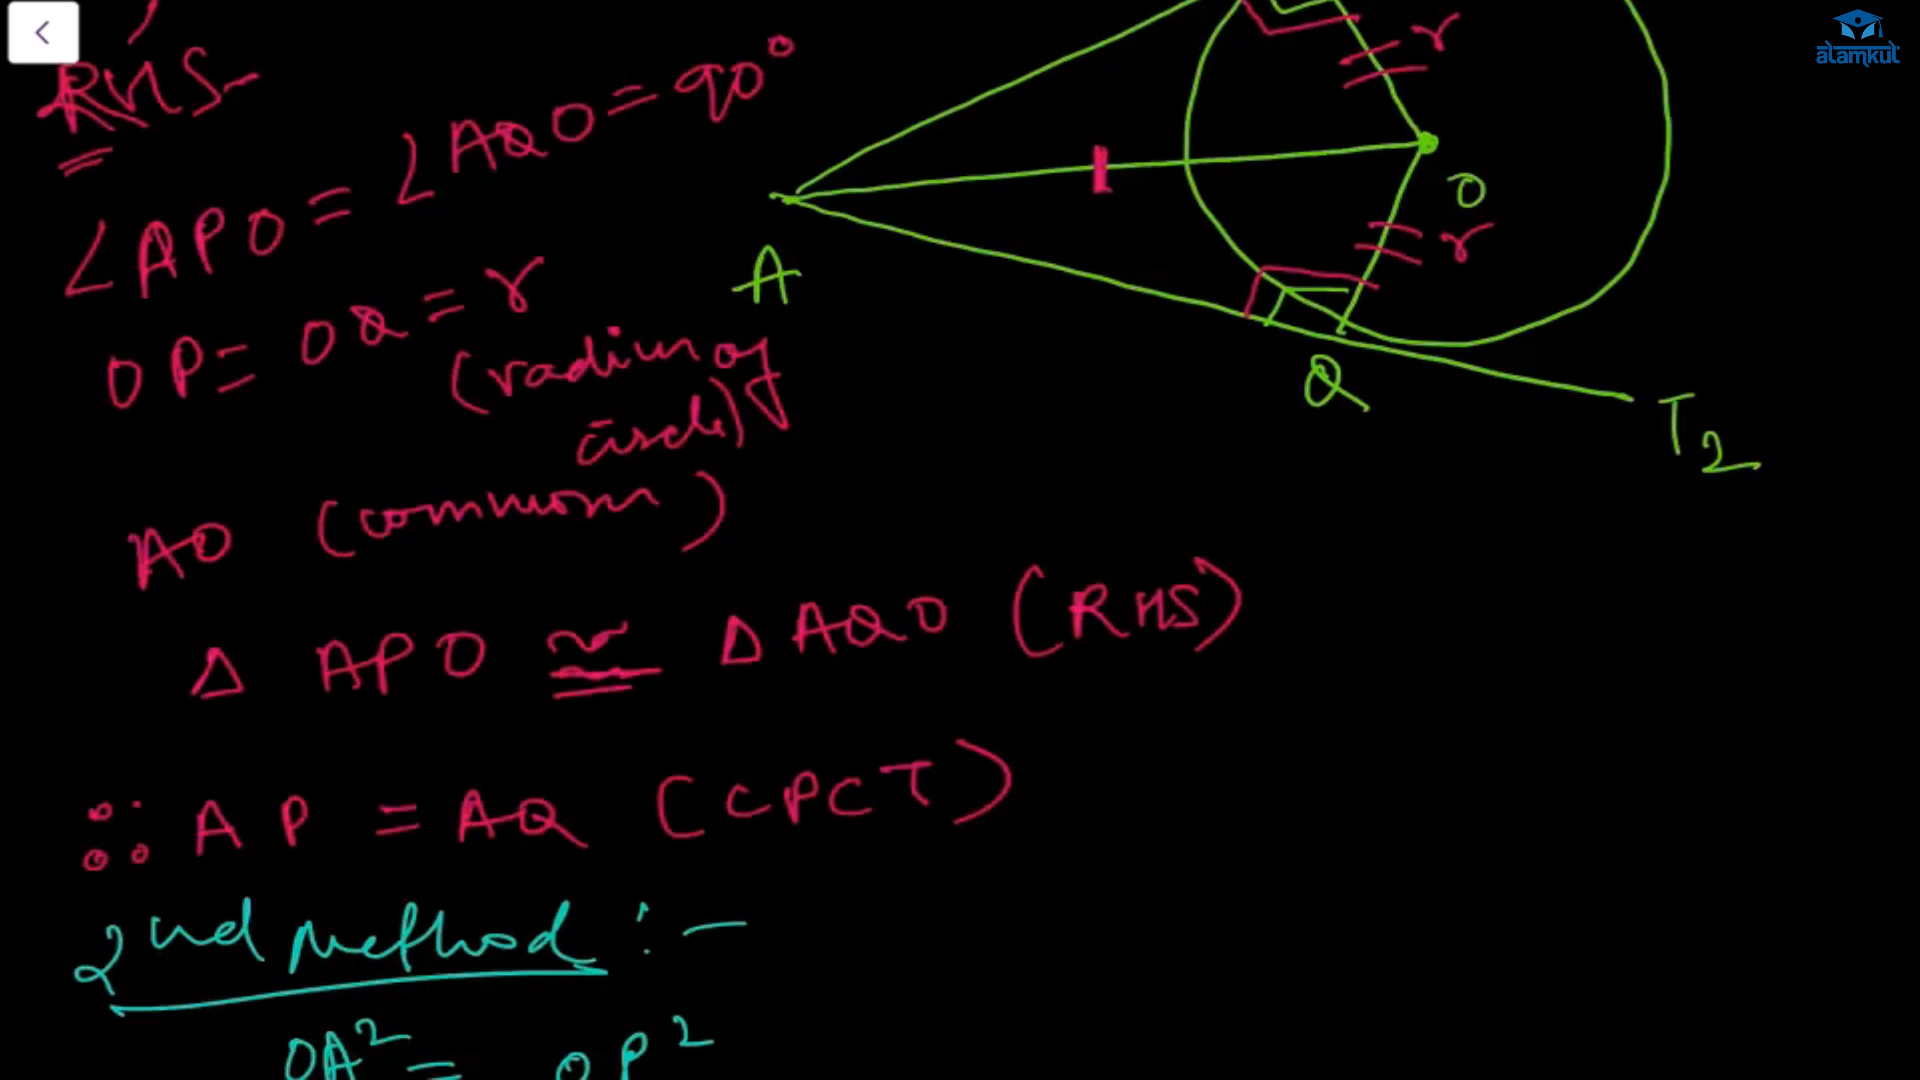 RHS
∠APO = ∠AQO = 90°
OP = OQ = r
(radius of
circle)
AO (common)
Δ APO ≅ Δ AQO (RHS)
∴ AP = AQ (CPCT)
2nd Method :-
OA² = OP²
r
O
r
A
Q
T₂
alamkul